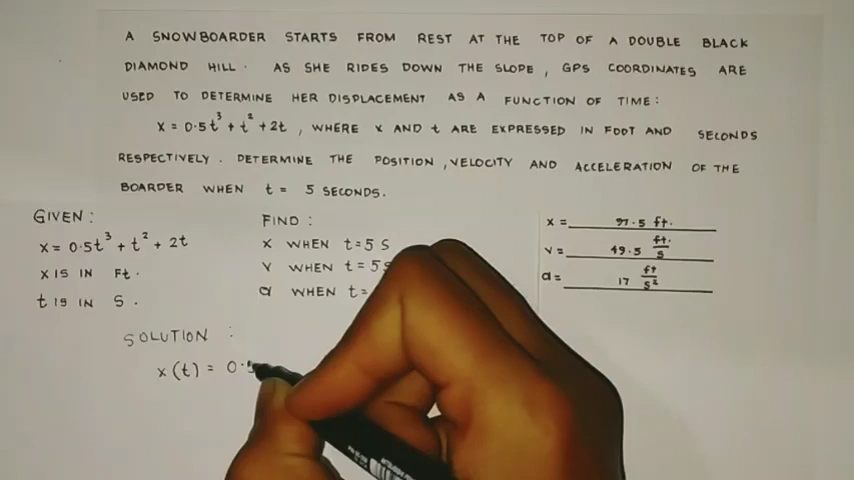 A SNOWBOARDER STARTS FROM REST AT THE TOP OF A DOUBLE BLACK
DIAMOND HILL. AS SHE RIDES DOWN THE SLOPE, GPS COORDINATES ARE
USED TO DETERMINE HER DISPLACEMENT AS A FUNCTION OF TIME:
x = 0.5t³ + t² + 2t, WHERE X AND t ARE EXPRESSED IN FOOT AND SECONDS
RESPECTIVELY. DETERMINE THE POSITION, VELOCITY AND ACCELERATION OF THE
BOARDER WHEN t = 5 SECONDS.
GIVEN:
x = 0.5t³ + t² + 2t
x IS IN Ft.
t IS IN S.
FIND:
X WHEN t=5 S
V WHEN t=5S
a WHEN t=
x = 97.5 ft.
v = 49.5 ft./s
a = 17 ft/s²
SOLUTION:
x(t) = 0.5